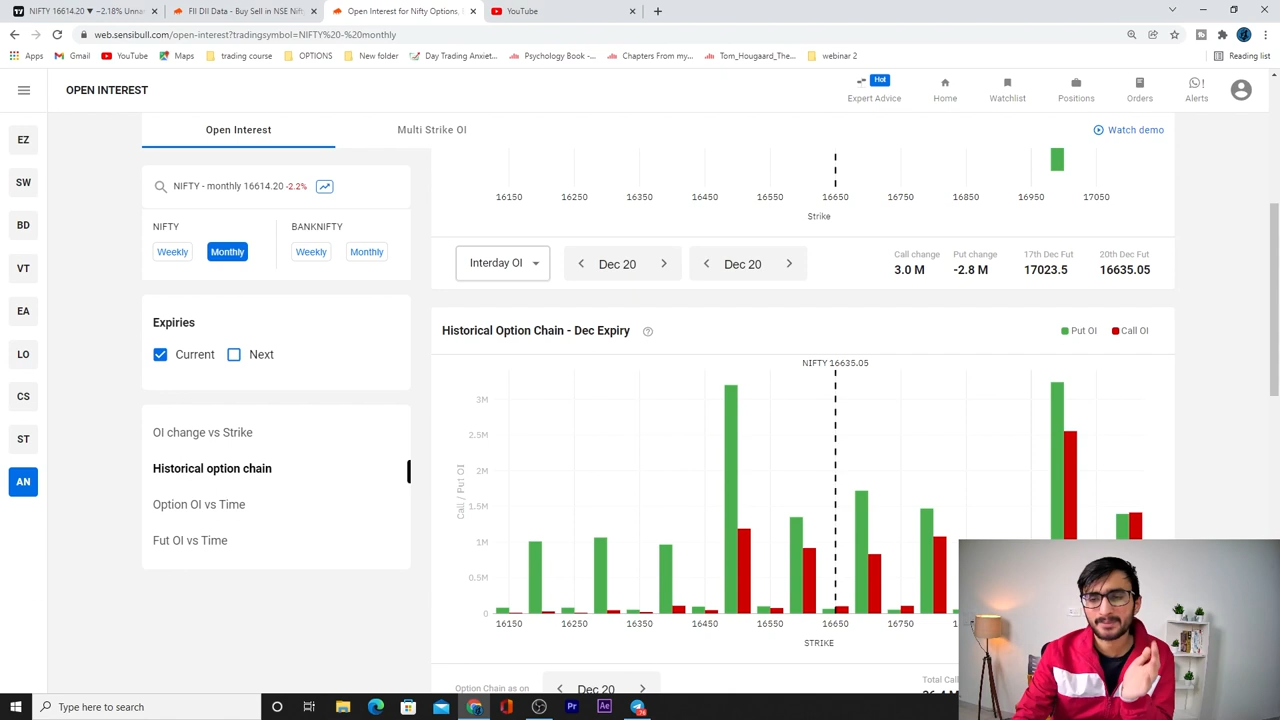 NIFTY 16614.20 ▼ −2.18% Unna
FII DII Data - Buy Sell in NSE Nift
Open Interest for Nifty Options,
YouTube
web.sensibull.com/open-interest?tradingsymbol=NIFTY%20-%20monthly
Apps
Gmail
YouTube
Maps
trading course
OPTIONS
New folder
Day Trading Anxiet...
Psychology Book -...
Chapters From my...
Tom_Hougaard_The...
webinar 2
Reading list
OPEN INTEREST
Hot
Expert Advice
Home
Watchlist
Positions
Orders
Alerts
EZ
SW
BD
VT
EA
LO
CS
ST
AN
Open Interest
Multi Strike OI
Watch demo
NIFTY - monthly 16614.20 -2.2%
NIFTY
BANKNIFTY
Weekly
Monthly
Weekly
Monthly
Expiries
Current
Next
OI change vs Strike
Historical option chain
Option OI vs Time
Fut OI vs Time
16150 16250 16350 16450 16550 16650 16750 16850 16950 17050
Strike
Interday OI
Dec 20
Dec 20
Call change
3.0 M
Put change
-2.8 M
17th Dec Fut
17023.5
20th Dec Fut
16635.05
Historical Option Chain - Dec Expiry
Put OI
Call OI
NIFTY 16635.05
Call / Put OI
3M
2.5M
2M
1.5M
1M
0.5M
0
16150 16250 16350 16450 16550 16650 16750
STRIKE
Option Chain as on
Dec 20
Total Call
Type here to search